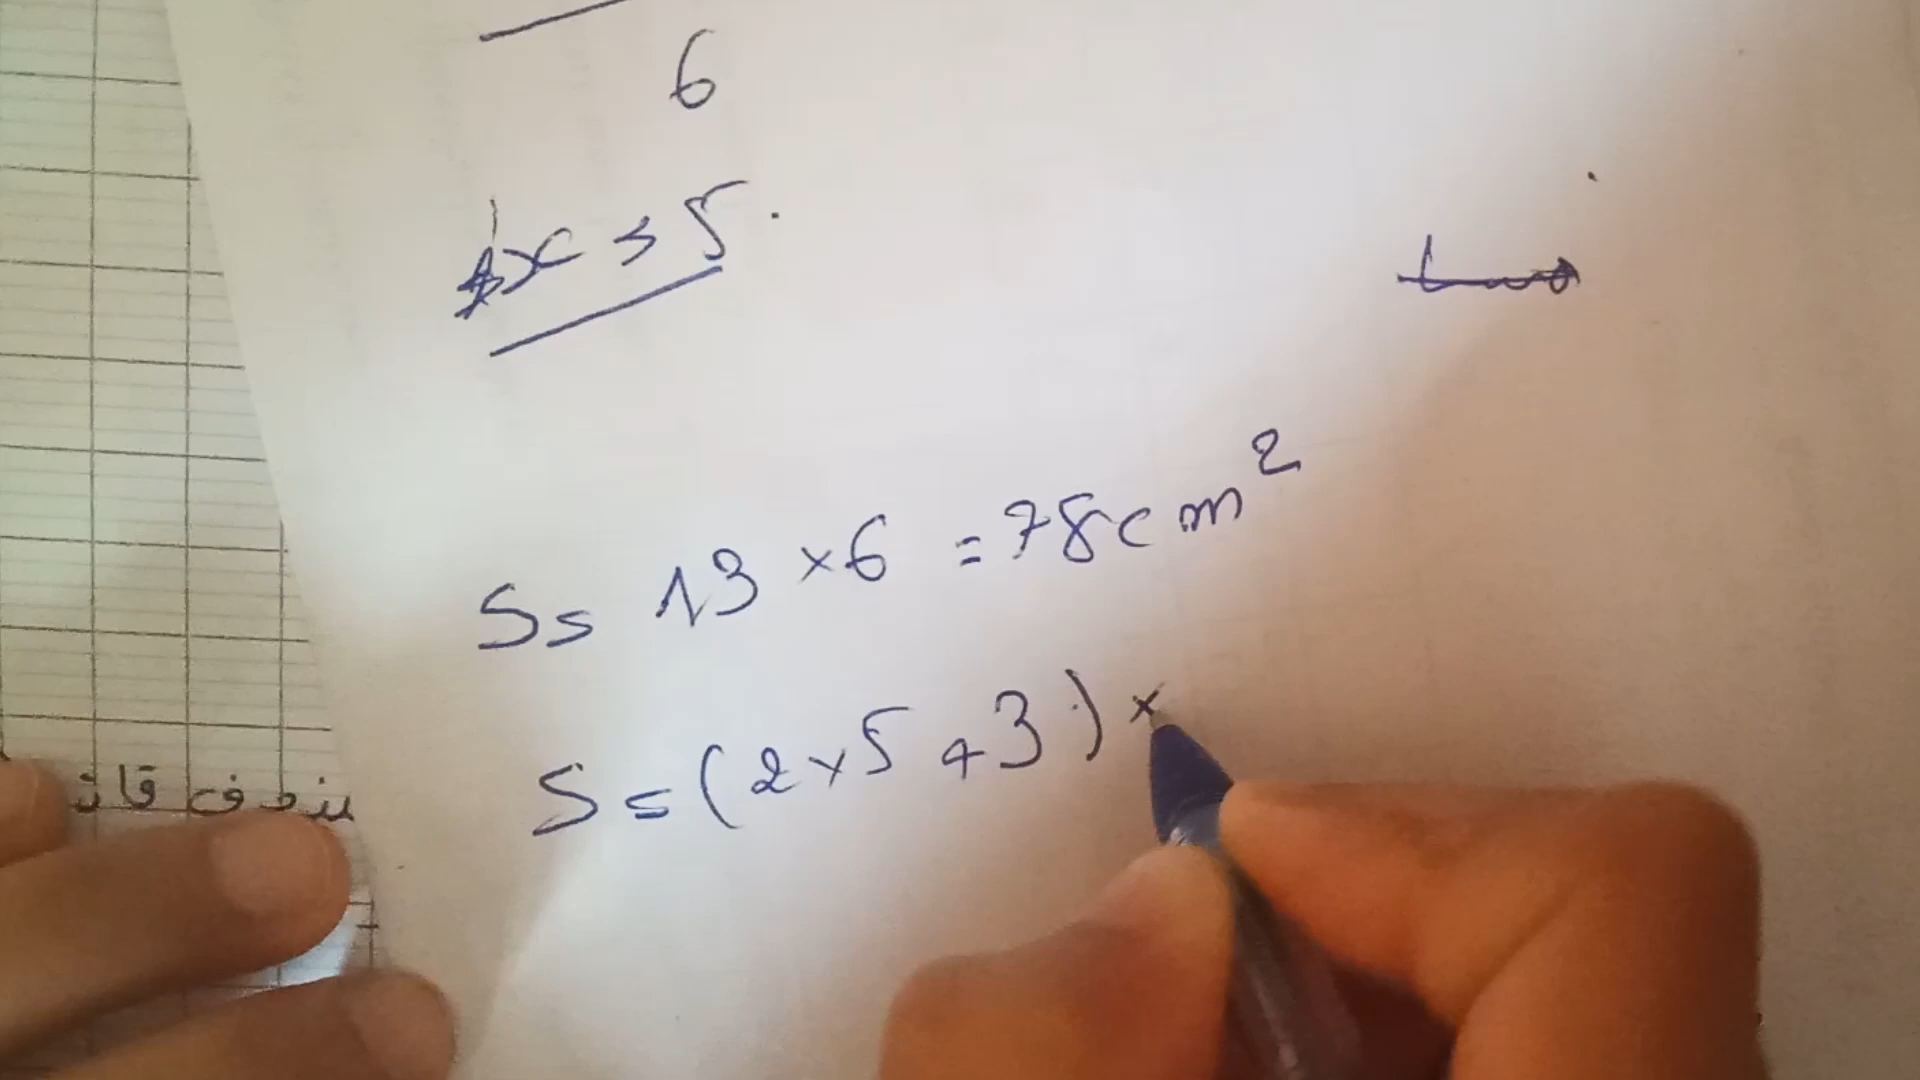 6
x = 5
S = 13 × 6 = 78 cm²
S = (2 × 5 + 3) ×